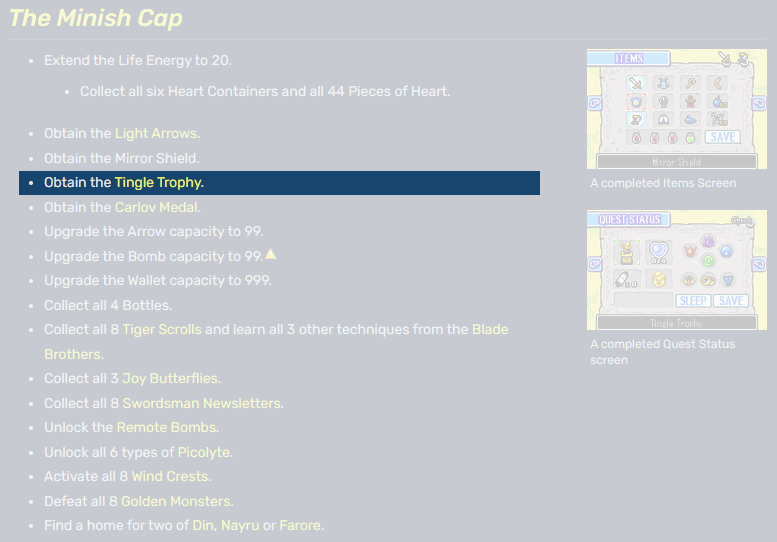 The Minish Cap
Extend the Life Energy to 20.
Collect all six Heart Containers and all 44 Pieces of Heart.
Obtain the Light Arrows.
Obtain the Mirror Shield.
Obtain the Tingle Trophy.
Obtain the Carlov Medal.
Upgrade the Arrow capacity to 99.
Upgrade the Bomb capacity to 99.
Upgrade the Wallet capacity to 999.
Collect all 4 Bottles.
Collect all 8 Tiger Scrolls and learn all 3 other techniques from the Blade
Brothers.
Collect all 3 Joy Butterflies.
Collect all 8 Swordsman Newsletters.
Unlock the Remote Bombs.
Unlock all 6 types of Picolyte.
Activate all 8 Wind Crests.
Defeat all 8 Golden Monsters.
Find a home for two of Din, Nayru or Farore.
ITEMS
SAVE
Mirror Shield
A completed Items Screen
QUEST STATUS
SLEEP SAVE
Tingle Trophy
A completed Quest Status
screen